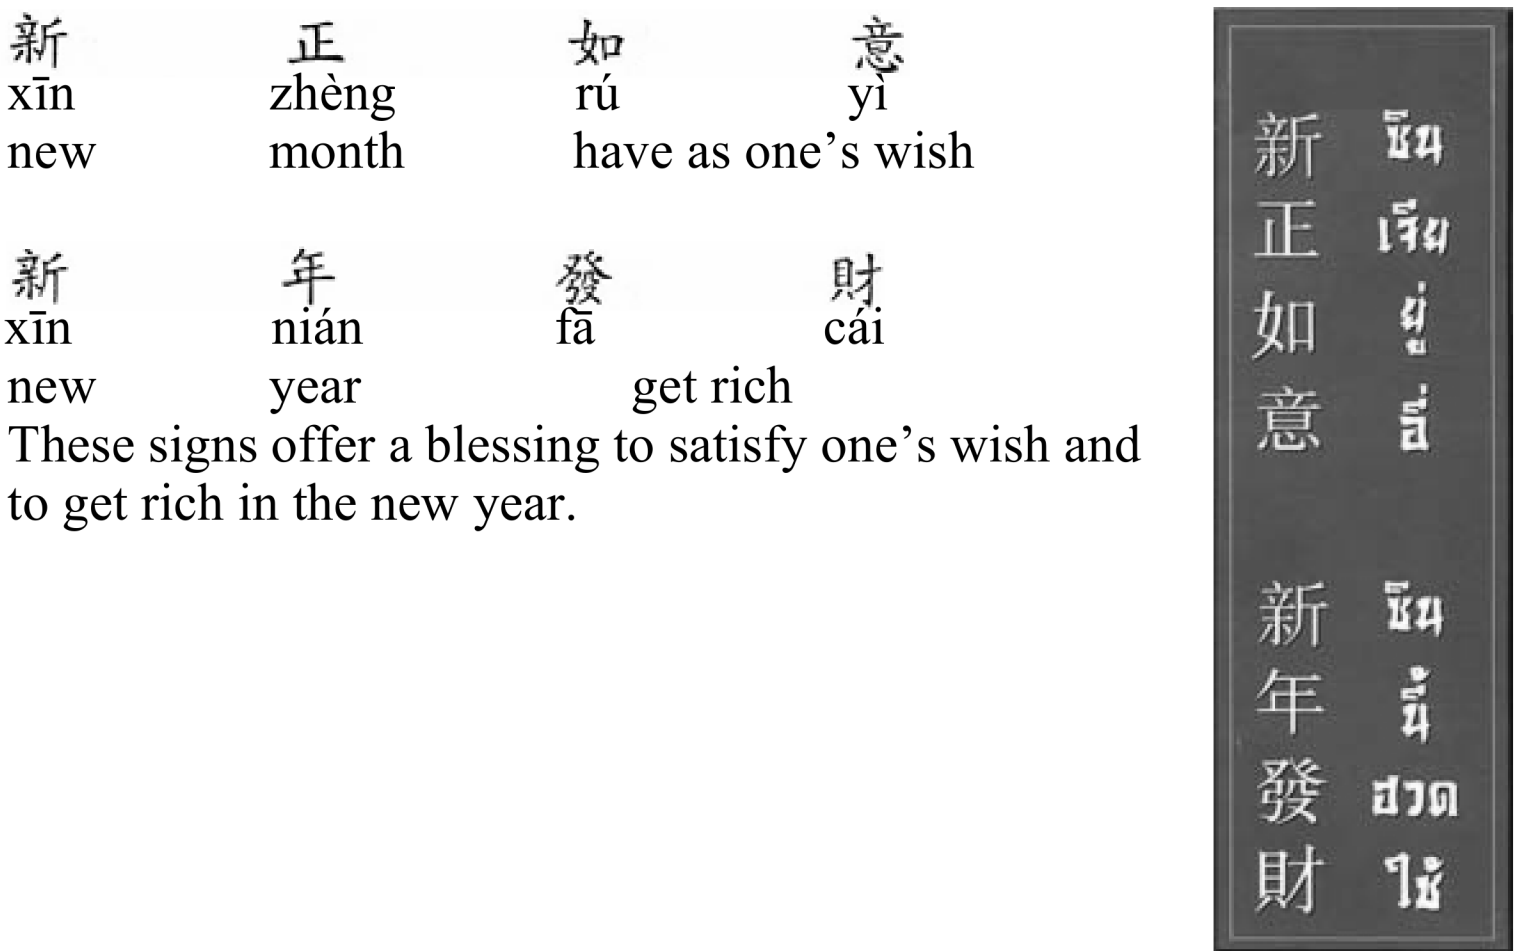 新 正 如 意
xīn zhèng rú yì
new month have as one’s wish
新 年 發 財
xīn nián fā cái
new year get rich
These signs offer a blessing to satisfy one’s wish and
to get rich in the new year.
新 ซิน
正 เจีย
如 ยู่
意 อี่
新 ซิน
年 นี้
發 ฮวด
財 ใช้